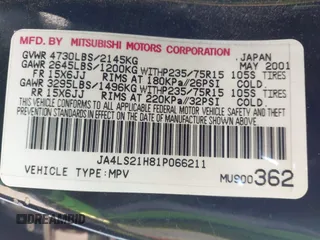 MFD. BY MITSUBISHI MOTORS CORPORATION
GVWR 4730LBS/2145KG JAPAN
GAWR 2645LBS/1200KG WITHP235/75R15 105S TIRES MAY 2001
FR 15X6JJ RIMS AT 180KPA/26PSI COLD
GAWR 3295LBS/1496KG WITHP235/75R15 105S TIRES
RR 15X6JJ RIMS AT 220KPA/32PSI COLD
THIS VEHICLE CONFORMS TO ALL APPLICABLE FEDERAL MOTOR
VEHICLE SAFETY AND THEFT PREVENTION STANDARDS IN EFFECT
ON THE DATE OF MANUFACTURE SHOWN ABOVE.
JA4LS21H81P066211
VEHICLE TYPE:MPV
MU900362
DREAMBID